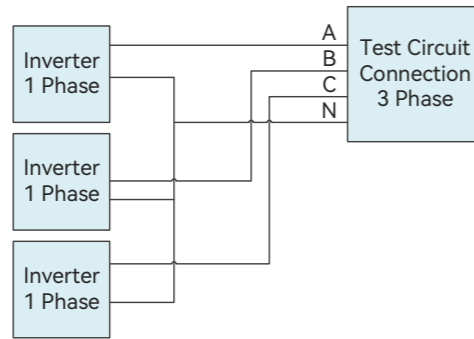 Inverter
1 Phase
A
B
C
N
Test Circuit
Connection
3 Phase
Inverter
1 Phase
Inverter
1 Phase